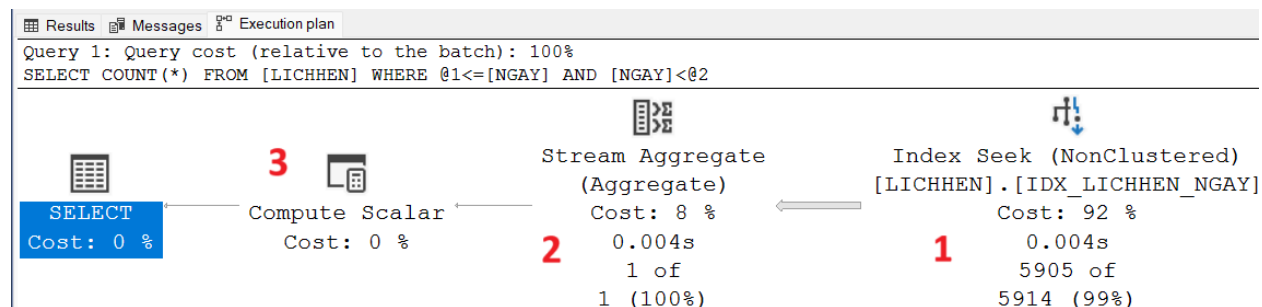 Results Messages Execution plan
Query 1: Query cost (relative to the batch): 100%
SELECT COUNT(*) FROM [LICHHEN] WHERE @1<=[NGAY] AND [NGAY]<@2
SELECT
Cost: 0 %
3
Compute Scalar
Cost: 0 %
Stream Aggregate
(Aggregate)
Cost: 8 %
0.004s
1 of
1 (100%)
2
Index Seek (NonClustered)
[LICHHEN].[IDX_LICHHEN_NGAY]
Cost: 92 %
0.004s
5905 of
5914 (99%)
1